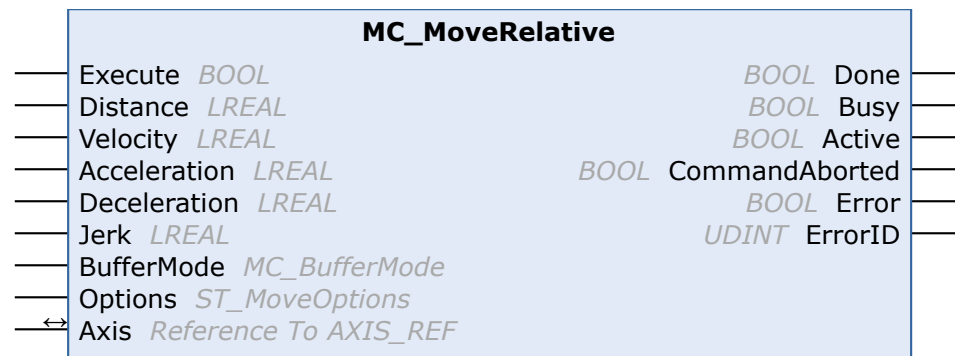 MC_MoveRelative
Execute BOOL BOOL Done
Distance LREAL BOOL Busy
Velocity LREAL BOOL Active
Acceleration LREAL BOOL CommandAborted
Deceleration LREAL BOOL Error
Jerk LREAL UDINT ErrorID
BufferMode MC_BufferMode
Options ST_MoveOptions
↔ Axis Reference To AXIS_REF